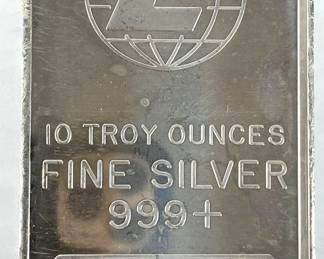 10 TROY OUNCES
FINE SILVER
999+